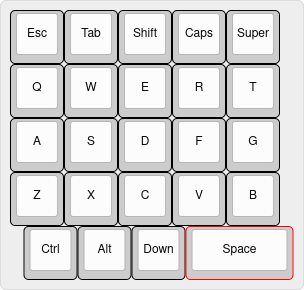 Esc Tab Shift Caps Super
Q W E R T
A S D F G
Z X C V B
Ctrl Alt Down Space